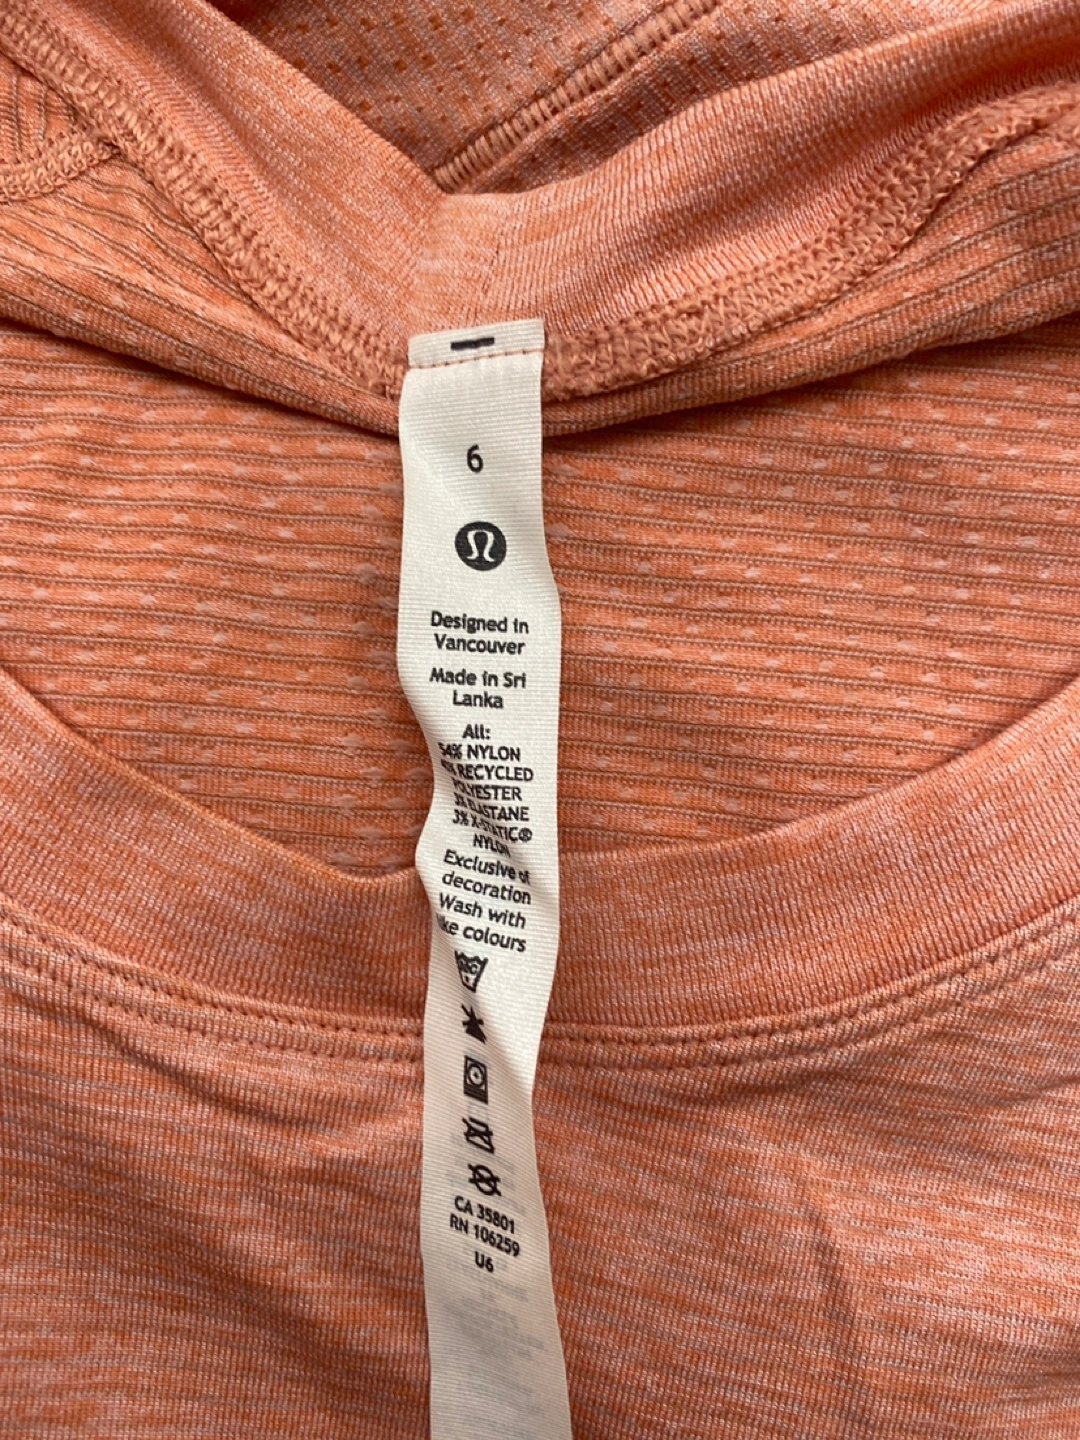 6
Designed in
Vancouver
Made in Sri
Lanka
All:
54% NYLON
RECYCLED
POLYESTER
3% ELASTANE
3% X-STATIC®
NYLON
Exclusive of
decoration
Wash with
like colours
CA 35801
RN 106259
U6